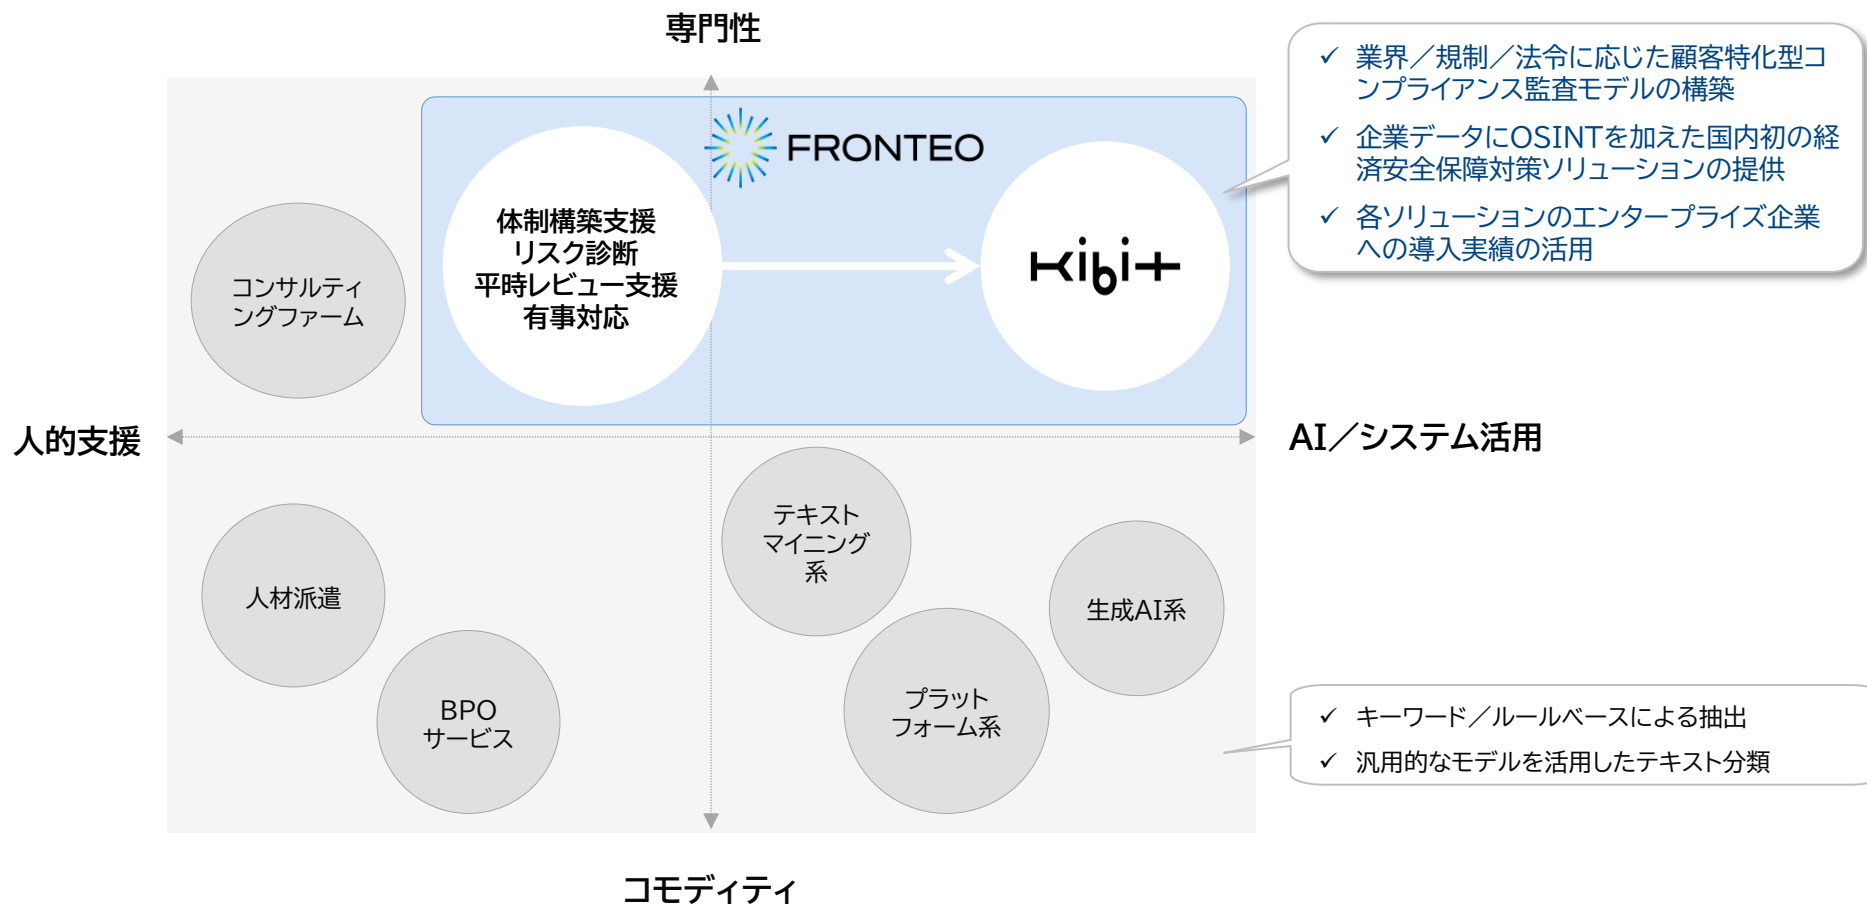 専門性
FRONTEO
体制構築支援
リスク診断
平時レビュー支援
有事対応
kibit
コンサルティ
ングファーム
✓ 業界／規制／法令に応じた顧客特化型コ
ンプライアンス監査モデルの構築
✓ 企業データにOSINTを加えた国内初の経
済安全保障対策ソリューションの提供
✓ 各ソリューションのエンタープライズ企業
への導入実績の活用
人的支援
AI／システム活用
テキスト
マイニング
系
人材派遣
生成AI系
BPO
サービス
プラット
フォーム系
✓ キーワード／ルールベースによる抽出
✓ 汎用的なモデルを活用したテキスト分類
コモディティ